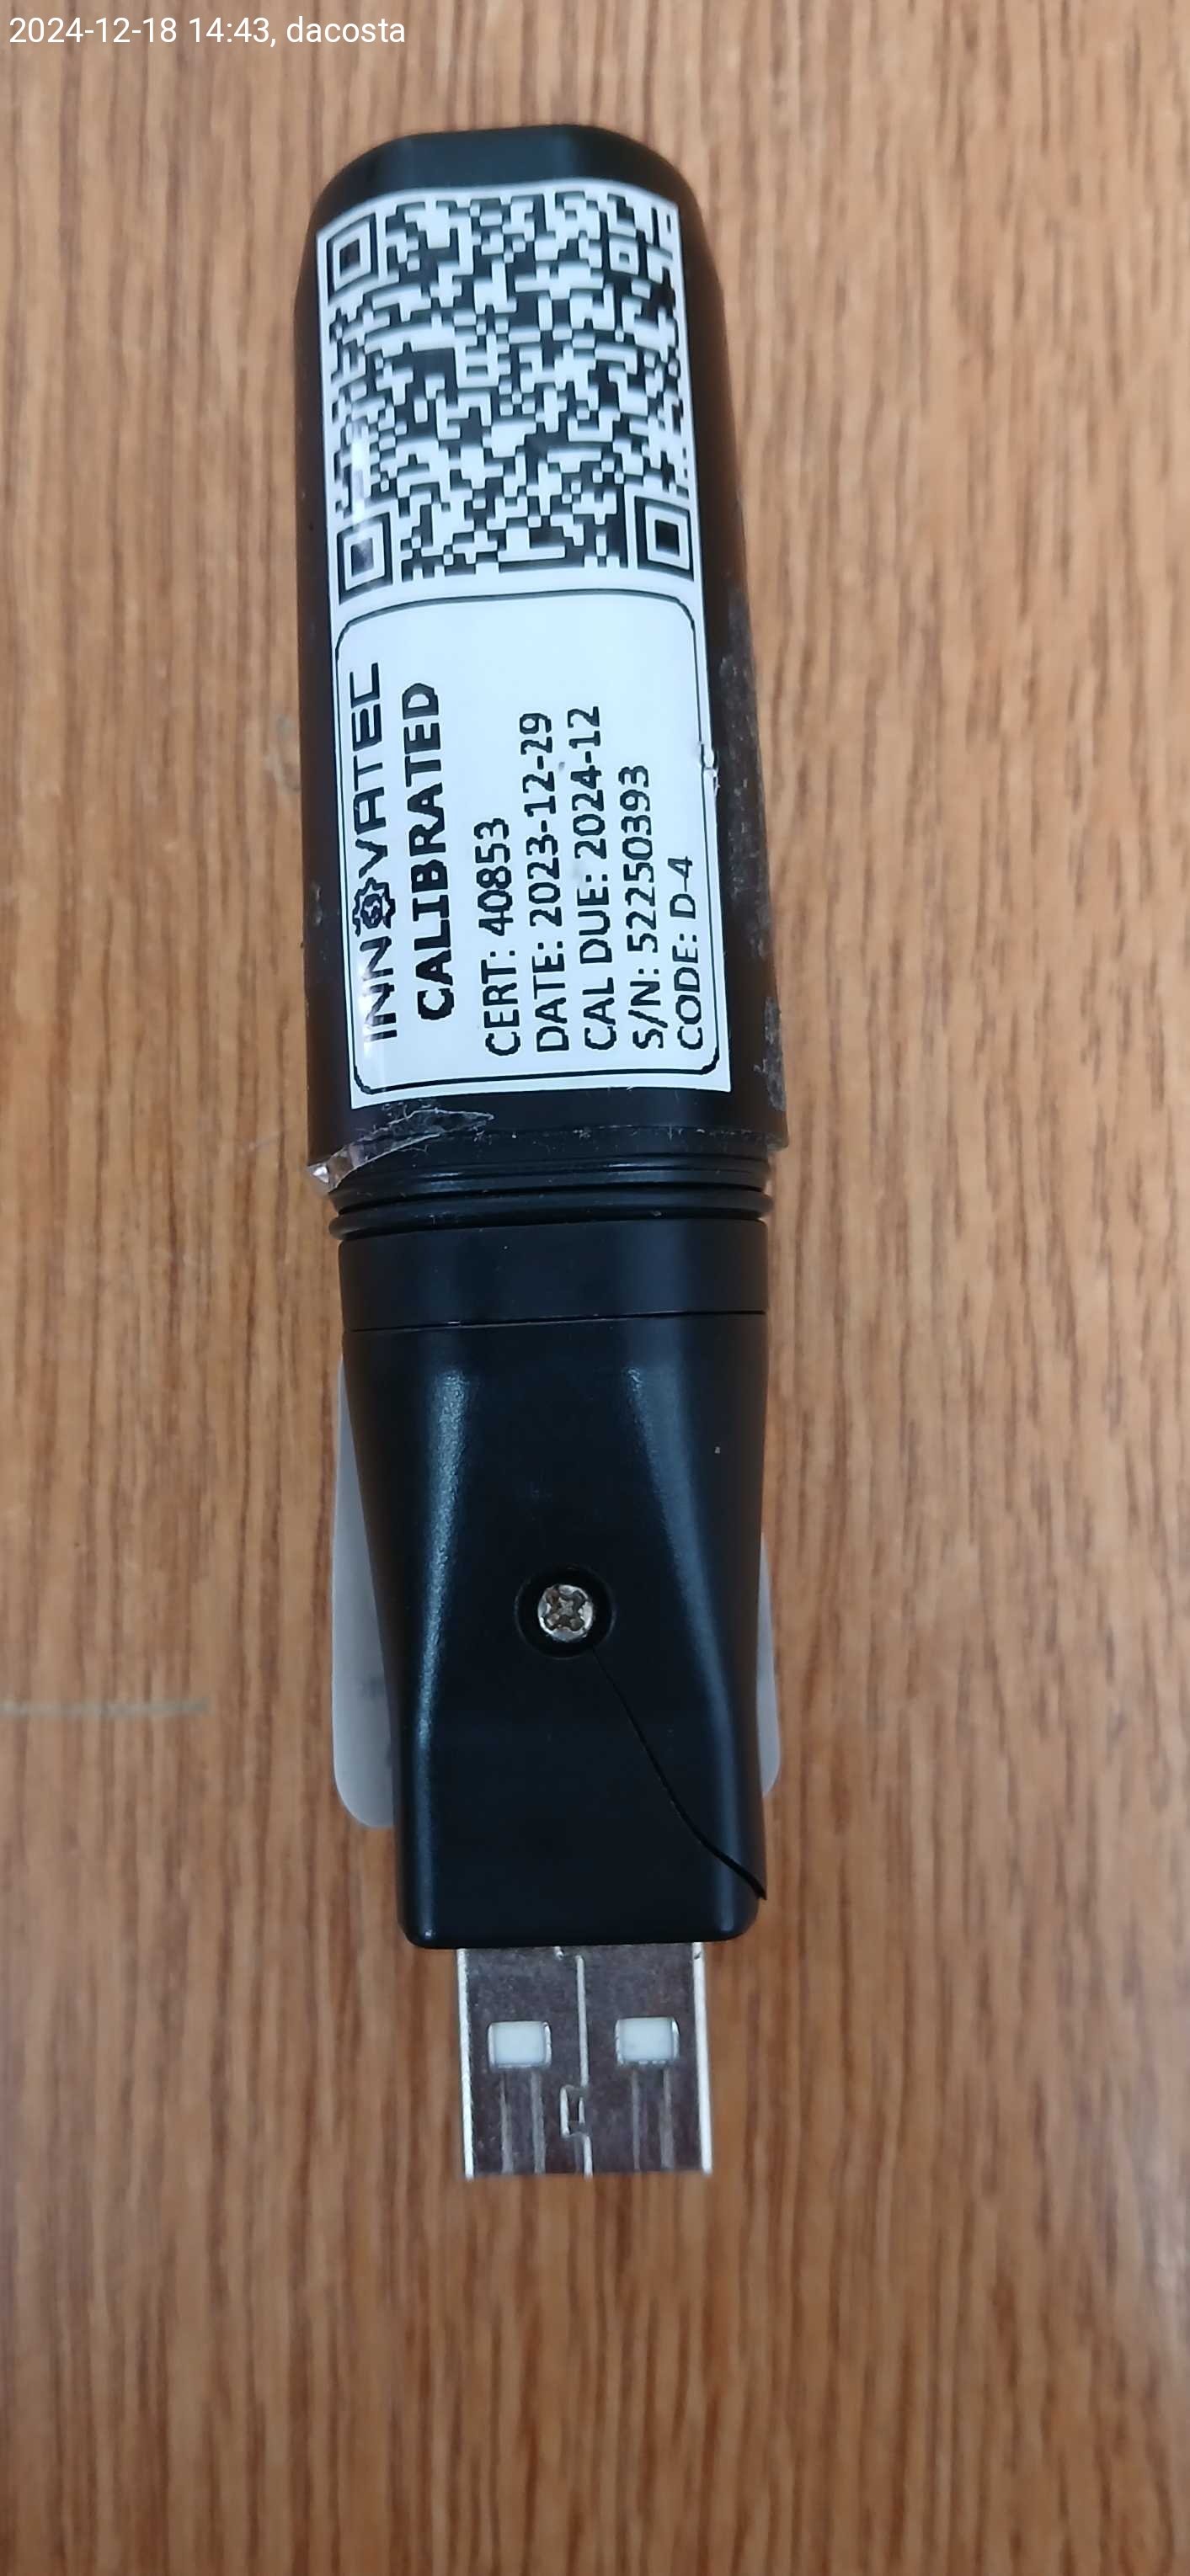 2024-12-18 14:43, dacosta
INNOVATEC
CALIBRATED
CERT: 40853
DATE: 2023-12-29
CAL DUE: 2024-12
S/N: 52250393
CODE: D-4